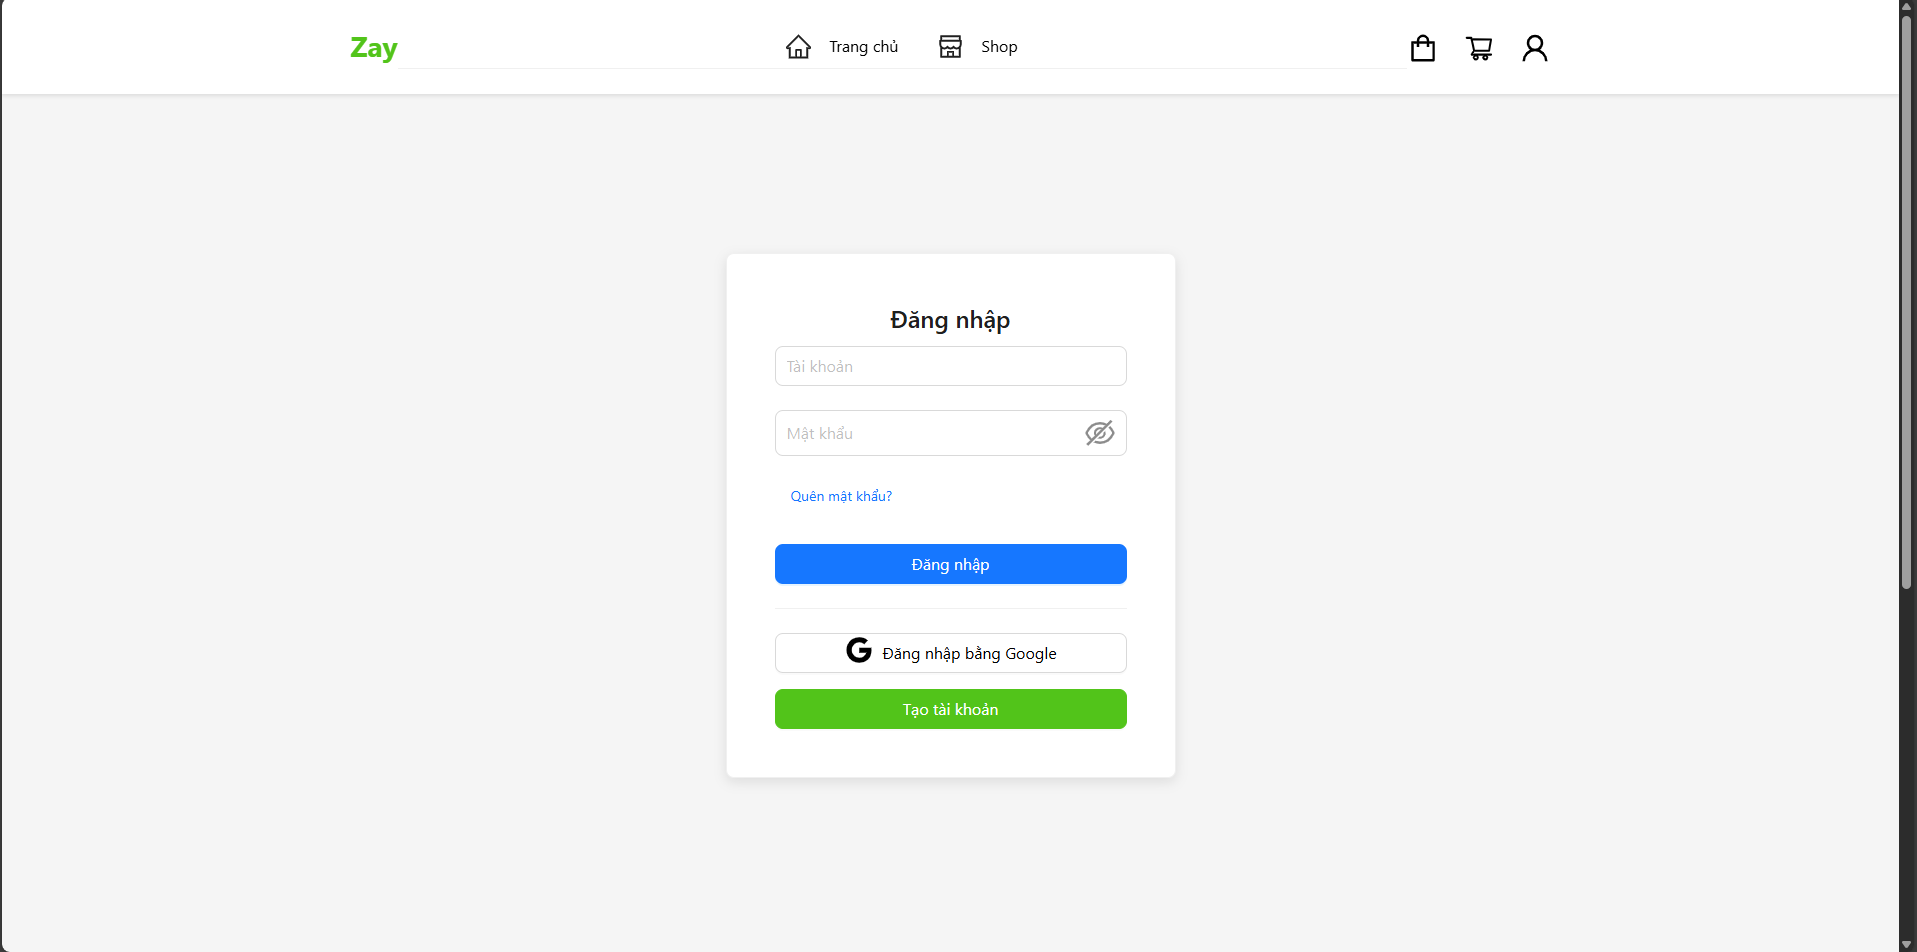 Zay
Trang chủ
Shop
Đăng nhập
Tài khoản
Mật khẩu
Quên mật khẩu?
Đăng nhập
Đăng nhập bằng Google
Tạo tài khoản